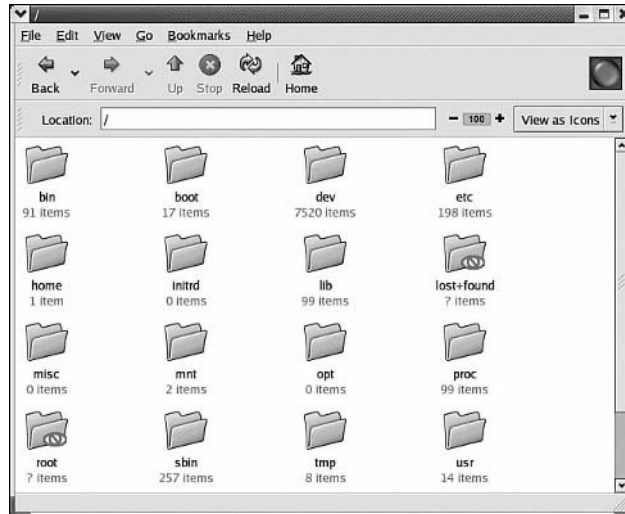 /
File Edit View Go Bookmarks Help
Back Forward Up Stop Reload Home
Location: / 100 View as Icons
bin boot dev etc
91 items 17 items 7520 items 198 items
home initrd lib lost+found
1 item 0 items 99 items ? items
misc mnt opt proc
0 items 2 items 0 items 99 items
root sbin tmp usr
? items 257 items 8 items 14 items